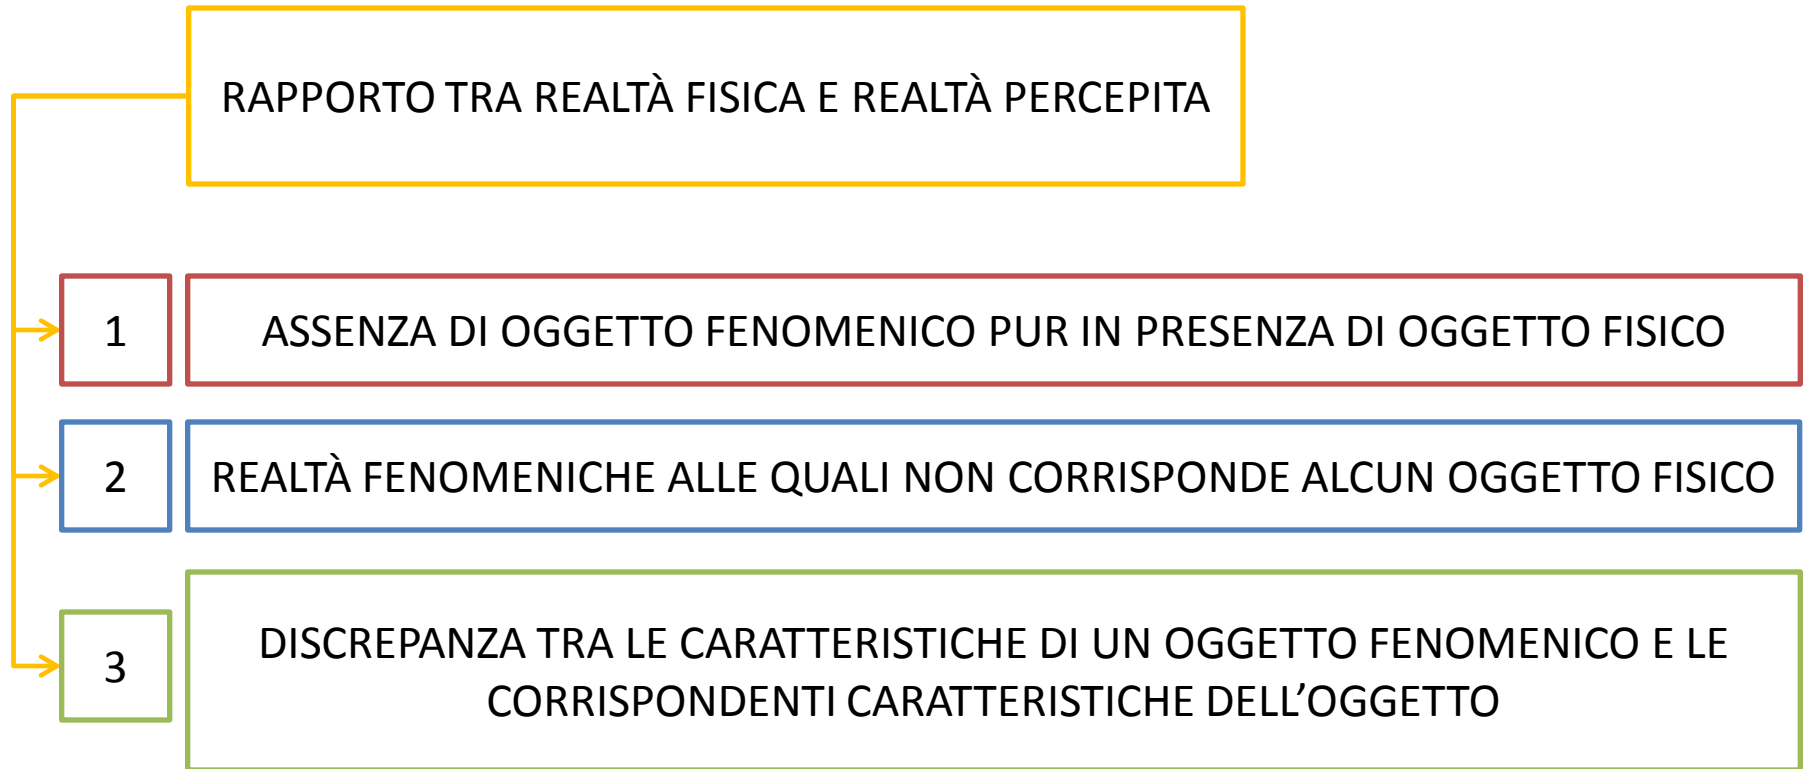 RAPPORTO TRA REALTÀ FISICA E REALTÀ PERCEPITA
1
ASSENZA DI OGGETTO FENOMENICO PUR IN PRESENZA DI OGGETTO FISICO
2
REALTÀ FENOMENICHE ALLE QUALI NON CORRISPONDE ALCUN OGGETTO FISICO
3
DISCREPANZA TRA LE CARATTERISTICHE DI UN OGGETTO FENOMENICO E LE
CORRISPONDENTI CARATTERISTICHE DELL’OGGETTO